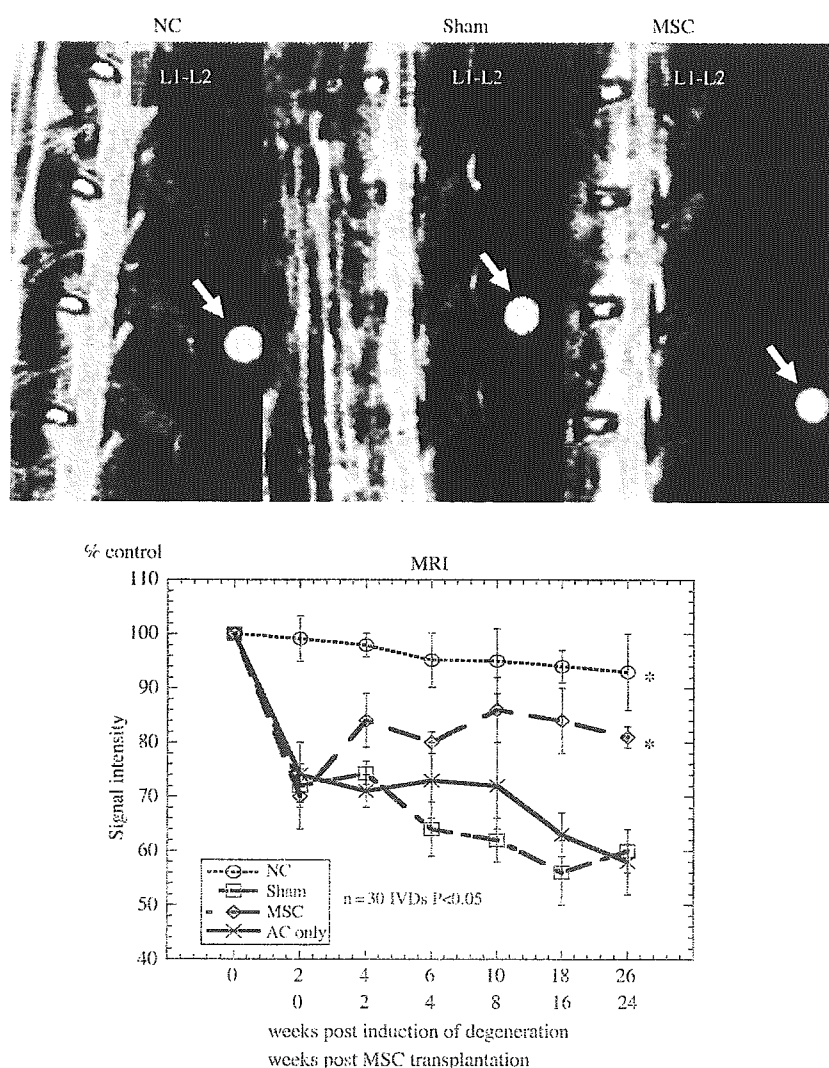 NC Sham MSC
L1-L2 L1-L2 L1-L2
% control
MRI
110
100
90
80
70
60
50
40
Signal intensity
NC
Sham
MSC
AC only
n = 30 IVDs P<0.05
*
*
0 2 4 6 10 18 26
0 2 4 8 16 24
weeks post induction of degeneration
weeks post MSC transplantation